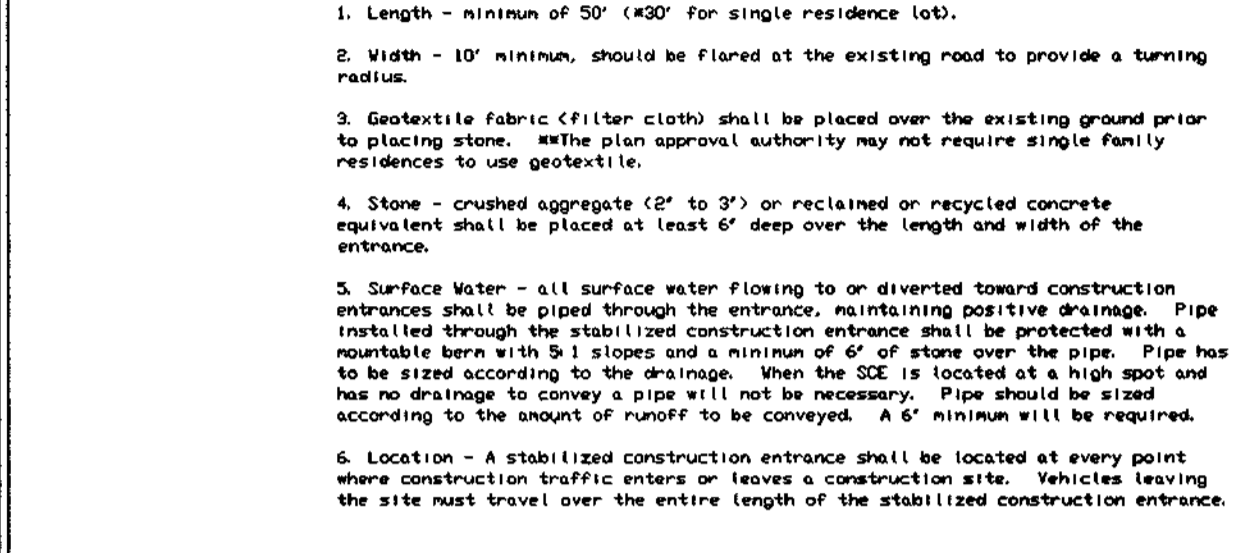 1. Length - minimum of 50' (*30' for single residence lot).
2. Width - 10' minimum, should be flared at the existing road to provide a turning
radius.
3. Geotextile fabric (filter cloth) shall be placed over the existing ground prior
to placing stone. **The plan approval authority may not require single family
residences to use geotextile.
4. Stone - crushed aggregate (2" to 3") or reclaimed or recycled concrete
equivalent shall be placed at least 6" deep over the length and width of the
entrance.
5. Surface Water - all surface water flowing to or diverted toward construction
entrances shall be piped through the entrance, maintaining positive drainage. Pipe
installed through the stabilized construction entrance shall be protected with a
mountable berm with 5:1 slopes and a minimum of 6" of stone over the pipe. Pipe has
to be sized according to the drainage. When the SCE is located at a high spot and
has no drainage to convey a pipe will not be necessary. Pipe should be sized
according to the amount of runoff to be conveyed. A 6" minimum will be required.
6. Location - A stabilized construction entrance shall be located at every point
where construction traffic enters or leaves a construction site. Vehicles leaving
the site must travel over the entire length of the stabilized construction entrance.